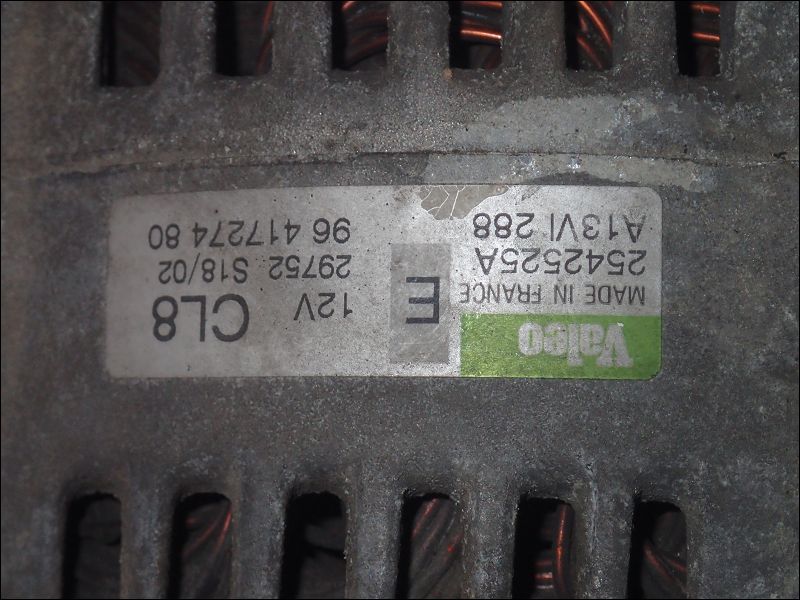 Valeo
MADE IN FRANCE
2542525A
A13VI 288
E
12V CL8
29752 S18/02
96 417274 80